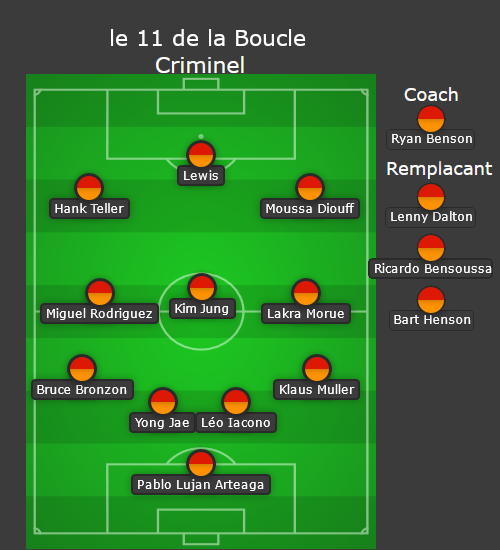 le 11 de la Boucle
Criminel
Coach
Ryan Benson
Remplacant
Lenny Dalton
Ricardo Bensoussa
Bart Henson
Lewis
Hank Teller
Moussa Diouff
Miguel Rodriguez
Kim Jung
Lakra Morue
Bruce Bronzon
Klaus Muller
Yong Jae
Léo Iacono
Pablo Lujan Arteaga